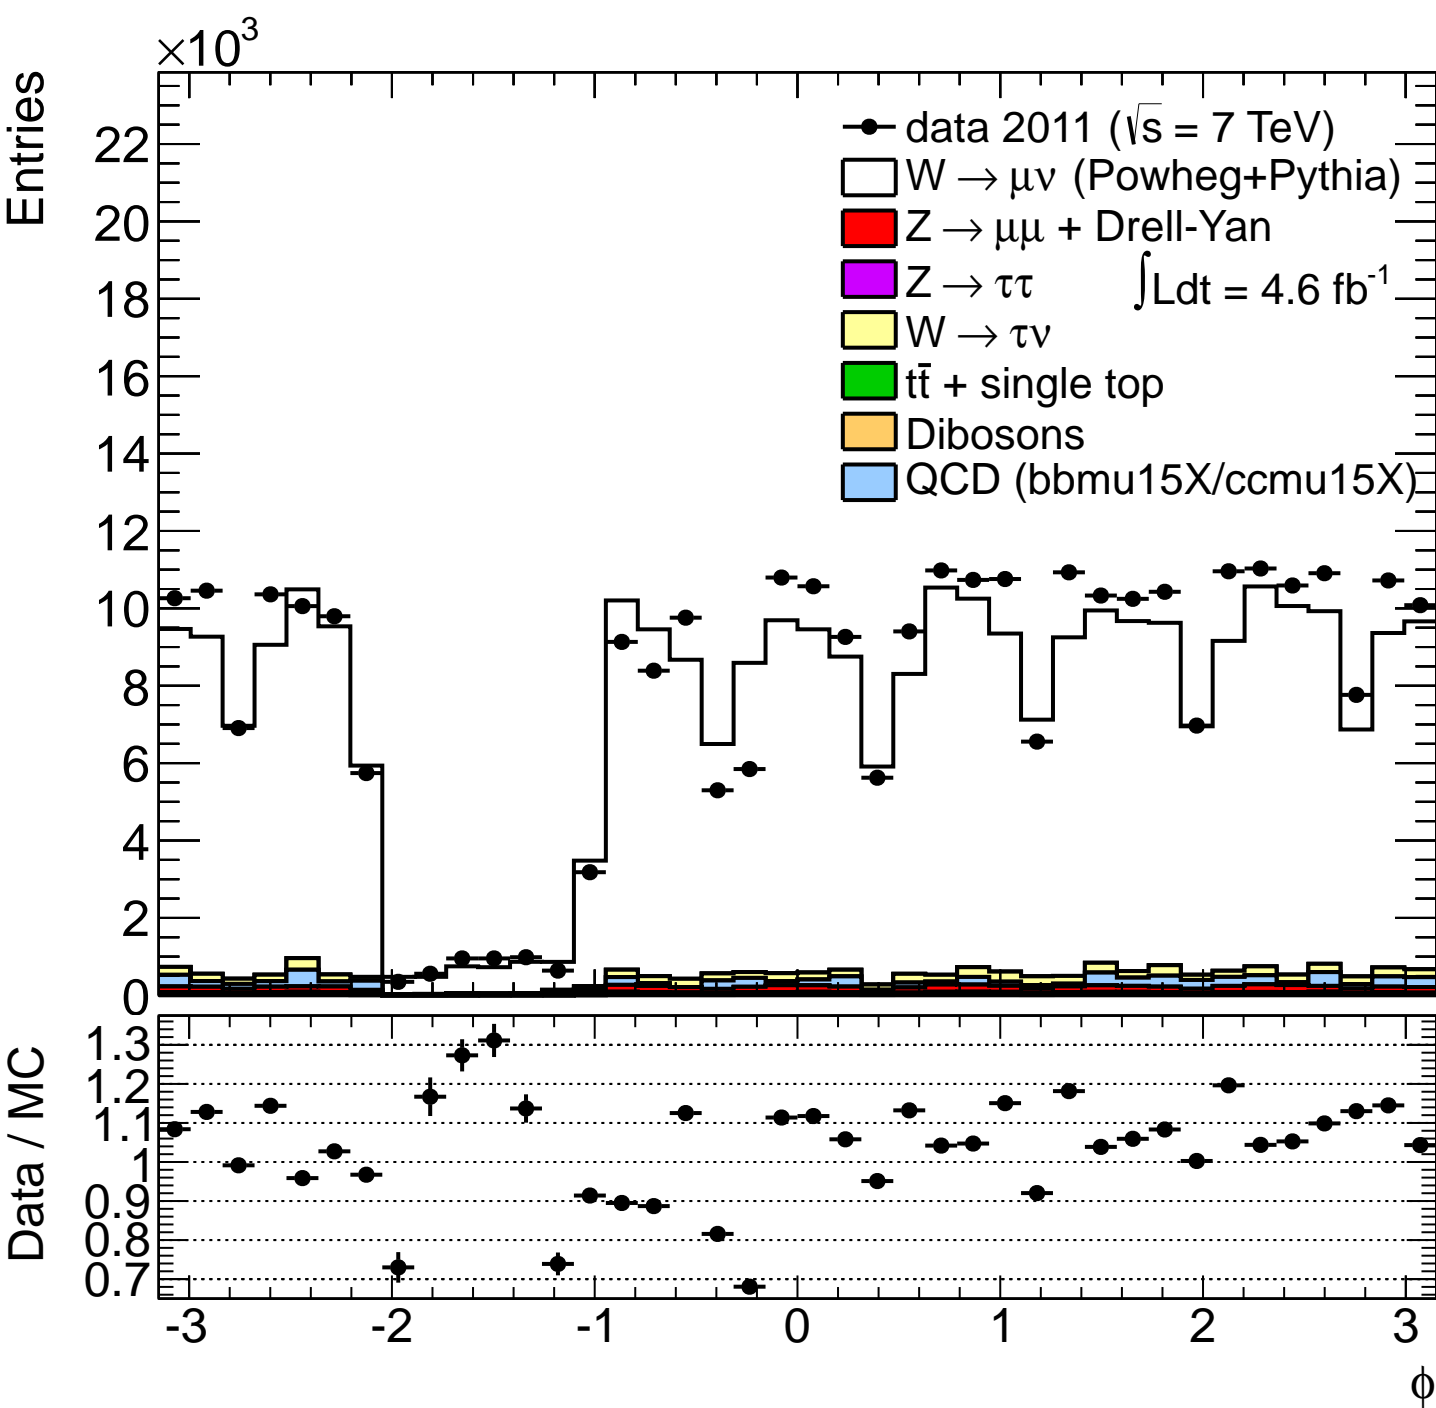 ×10³
Entries
22
20
18
16
14
12
10
8
6
4
2
0
data 2011 (√s = 7 TeV)
W → μν (Powheg+Pythia)
Z → μμ + Drell-Yan
Z → ττ
∫Ldt = 4.6 fb⁻¹
W → τν
tt̄ + single top
Dibosons
QCD (bbmu15X/ccmu15X)
Data / MC
1.3
1.2
1.1
1
0.9
0.8
0.7
-3 -2 -1 0 1 2 3
ϕ